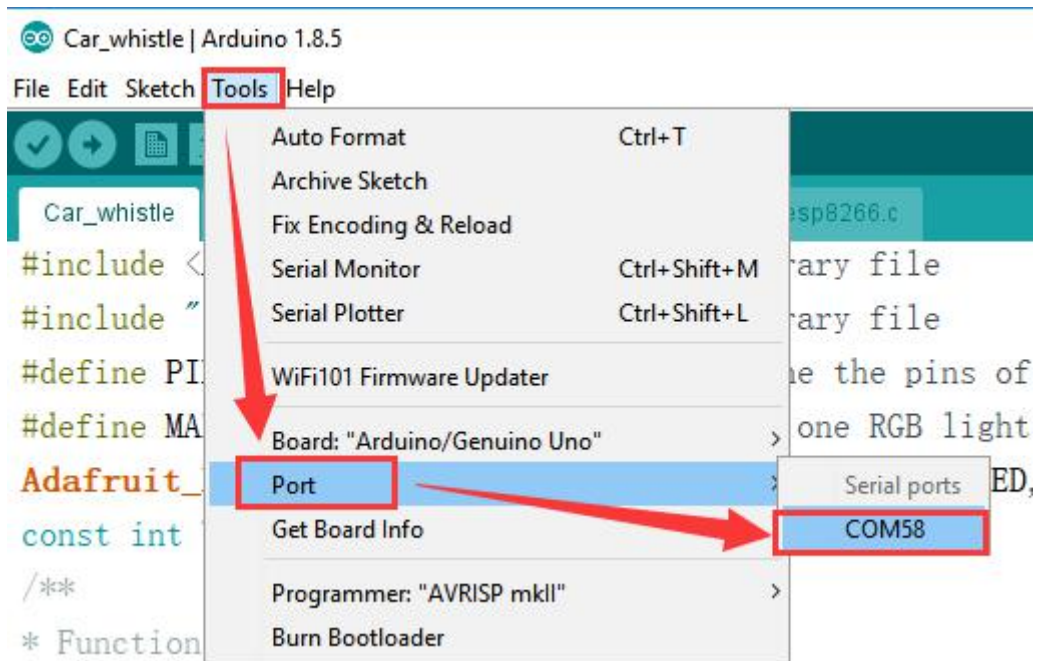 Car_whistle | Arduino 1.8.5
File Edit Sketch Tools Help
Auto Format Ctrl+T
Archive Sketch
Fix Encoding & Reload
Serial Monitor Ctrl+Shift+M
Serial Plotter Ctrl+Shift+L
WiFi101 Firmware Updater
Board: "Arduino/Genuino Uno" >
Port >
Get Board Info
Programmer: "AVRISP mkII" >
Burn Bootloader
Serial ports
COM58
Car_whistle esp8266.c
#include < rary file
#include " rary file
#define PI the pins of
#define MA one RGB light
Adafruit_ ED,
const int
/**
* Function